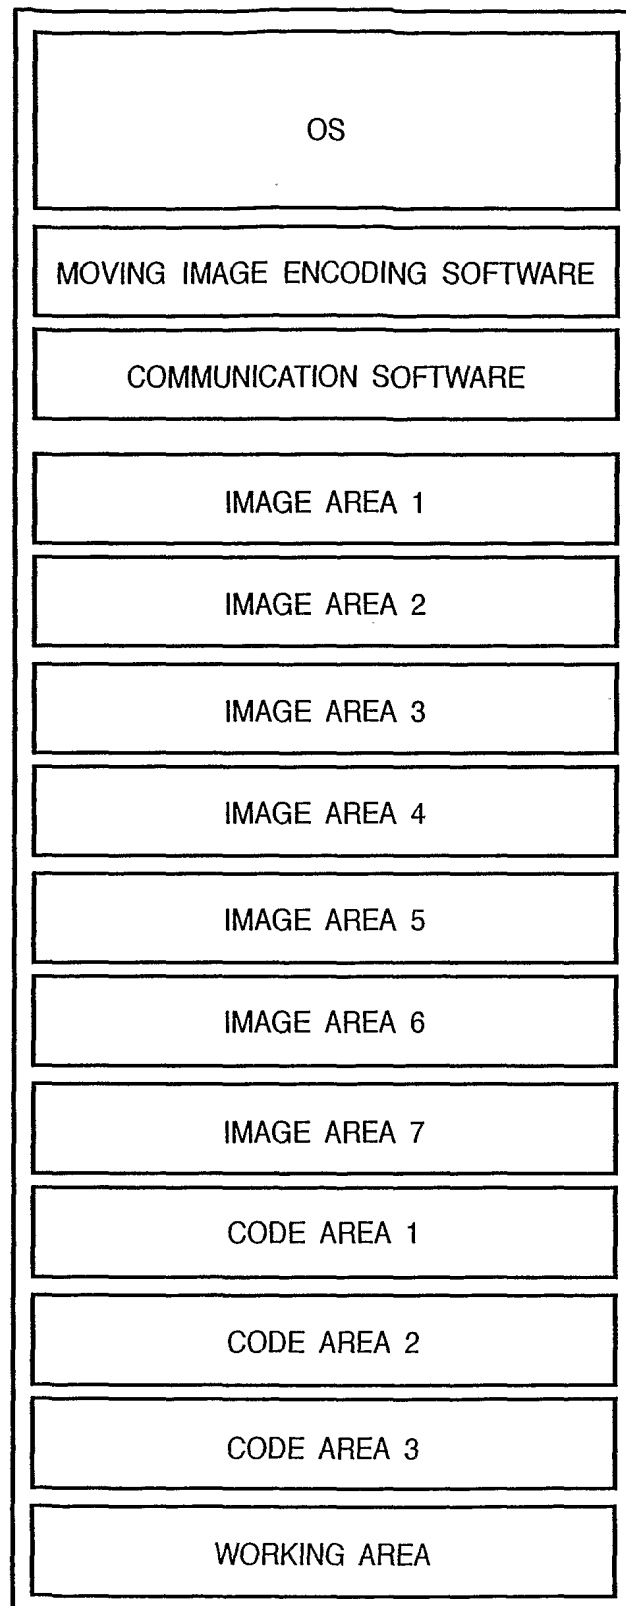 OS
MOVING IMAGE ENCODING SOFTWARE
COMMUNICATION SOFTWARE
IMAGE AREA 1
IMAGE AREA 2
IMAGE AREA 3
IMAGE AREA 4
IMAGE AREA 5
IMAGE AREA 6
IMAGE AREA 7
CODE AREA 1
CODE AREA 2
CODE AREA 3
WORKING AREA